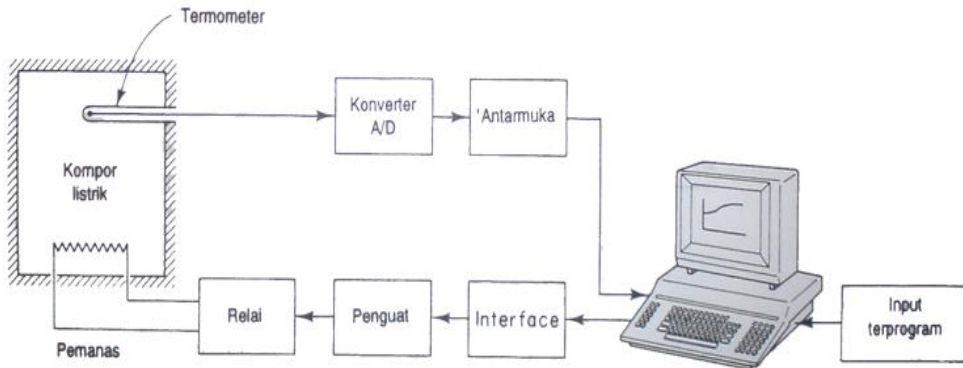 Termometer
Konverter
A/D
'Antarmuka
Kompor
listrik
Relai
Penguat
Interface
Input
terprogram
Pemanas